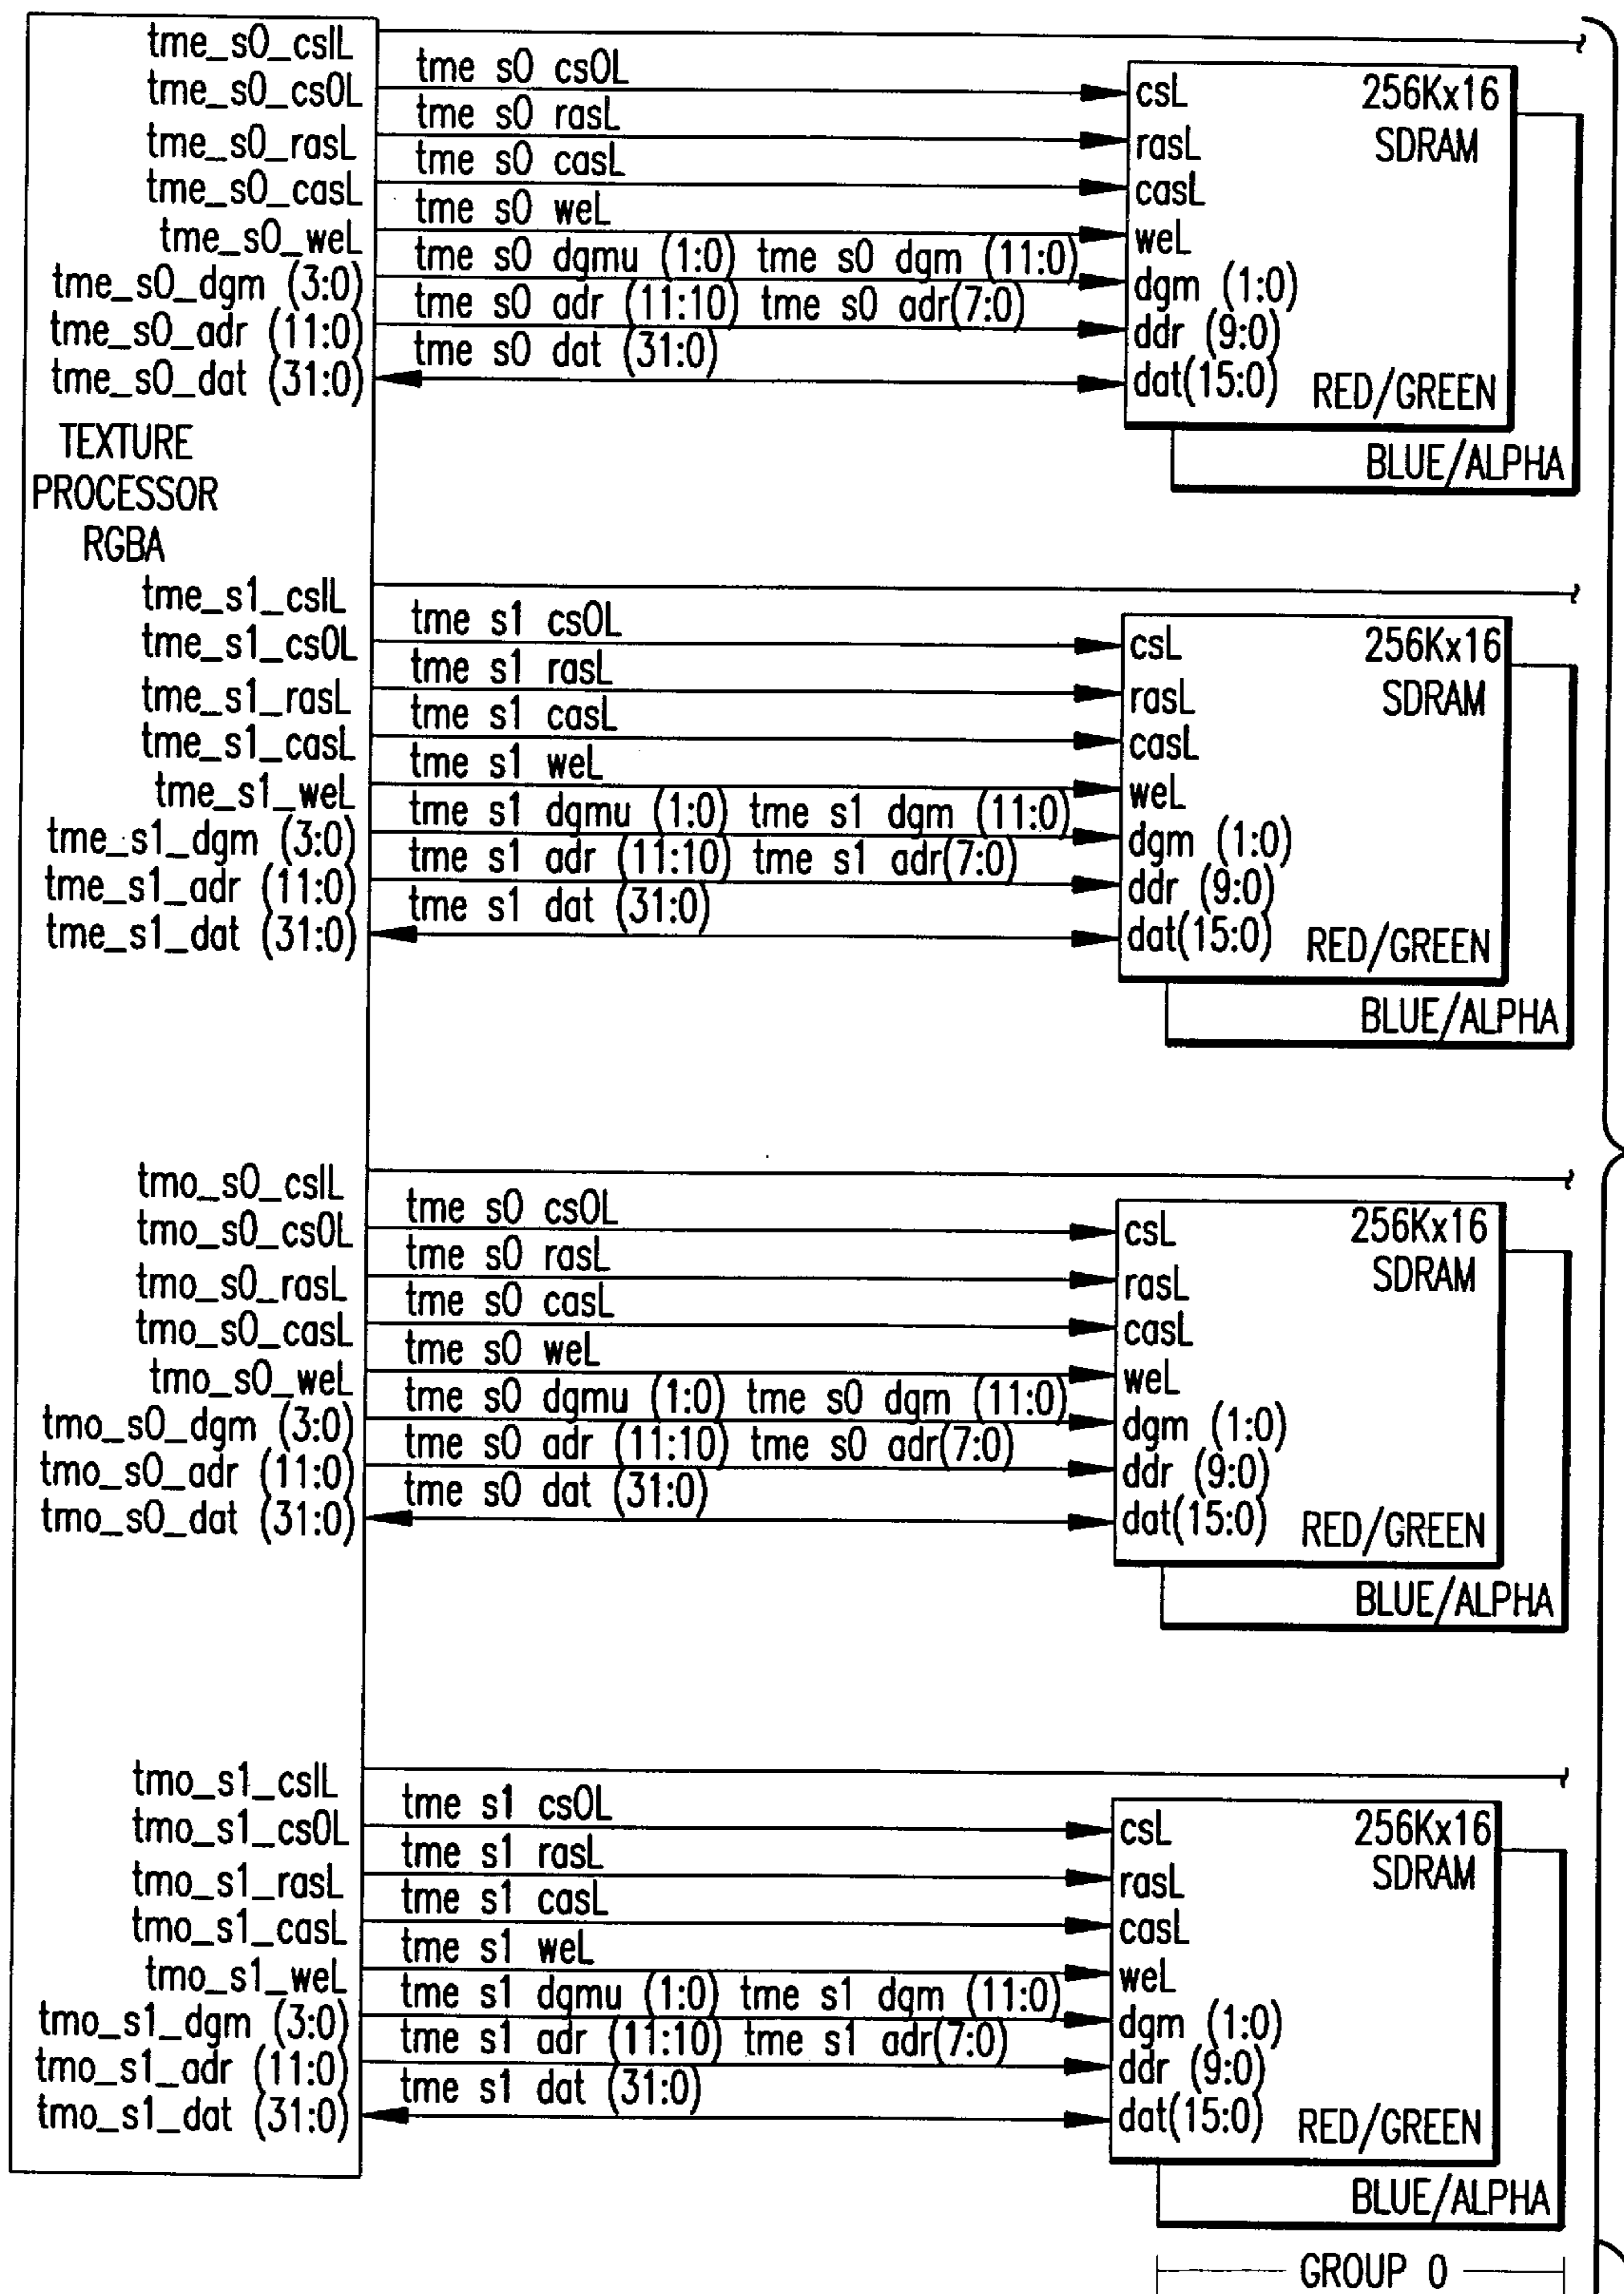 tme_s0_cslL
tme_s0_cs0L tme s0 cs0L csL 256Kx16
tme_s0_rasL tme s0 rasL rasL SDRAM
tme_s0_casL tme s0 casL casL
tme_s0_weL tme s0 weL weL
tme_s0_dgm (3:0) tme s0 dgmu (1:0) tme s0 dgm (11:0) dgm (1:0)
tme_s0_adr (11:0) tme s0 adr (11:10) tme s0 adr(7:0) ddr (9:0)
tme_s0_dat (31:0) tme s0 dat (31:0) dat(15:0) RED/GREEN
BLUE/ALPHA
TEXTURE
PROCESSOR
RGBA
tme_s1_cslL
tme_s1_cs0L tme s1 cs0L csL 256Kx16
tme_s1_rasL tme s1 rasL rasL SDRAM
tme_s1_casL tme s1 casL casL
tme_s1_weL tme s1 weL weL
tme_s1_dgm (3:0) tme s1 dgmu (1:0) tme s1 dgm (11:0) dgm (1:0)
tme_s1_adr (11:0) tme s1 adr (11:10) tme s1 adr(7:0) ddr (9:0)
tme_s1_dat (31:0) tme s1 dat (31:0) dat(15:0) RED/GREEN
BLUE/ALPHA
tmo_s0_cslL
tmo_s0_cs0L tme s0 cs0L csL 256Kx16
tmo_s0_rasL tme s0 rasL rasL SDRAM
tmo_s0_casL tme s0 casL casL
tmo_s0_weL tme s0 weL weL
tmo_s0_dgm (3:0) tme s0 dgmu (1:0) tme s0 dgm (11:0) dgm (1:0)
tmo_s0_adr (11:0) tme s0 adr (11:10) tme s0 adr(7:0) ddr (9:0)
tmo_s0_dat (31:0) tme s0 dat (31:0) dat(15:0) RED/GREEN
BLUE/ALPHA
tmo_s1_cslL
tmo_s1_cs0L tme s1 cs0L csL 256Kx16
tmo_s1_rasL tme s1 rasL rasL SDRAM
tmo_s1_casL tme s1 casL casL
tmo_s1_weL tme s1 weL weL
tmo_s1_dgm (3:0) tme s1 dgmu (1:0) tme s1 dgm (11:0) dgm (1:0)
tmo_s1_adr (11:0) tme s1 adr (11:10) tme s1 adr(7:0) ddr (9:0)
tmo_s1_dat (31:0) tme s1 dat (31:0) dat(15:0) RED/GREEN
BLUE/ALPHA
GROUP 0